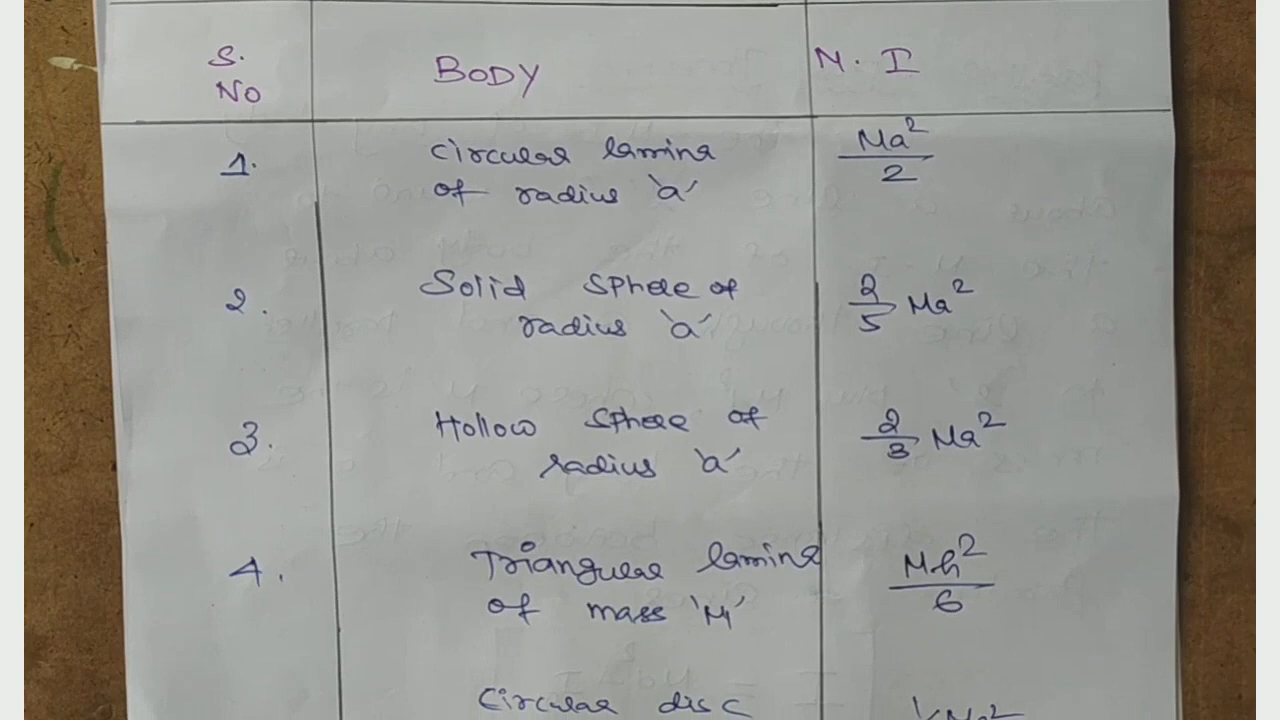 S. No | BODY | M. I
1. | Circular lamina of radius 'a' | Ma²/2
2. | Solid sphere of radius 'a' | 2/5 Ma²
3. | Hollow sphere of radius 'a' | 2/3 Ma²
4. | Triangular lamina of mass 'M' | Mh²/6
Circular disc